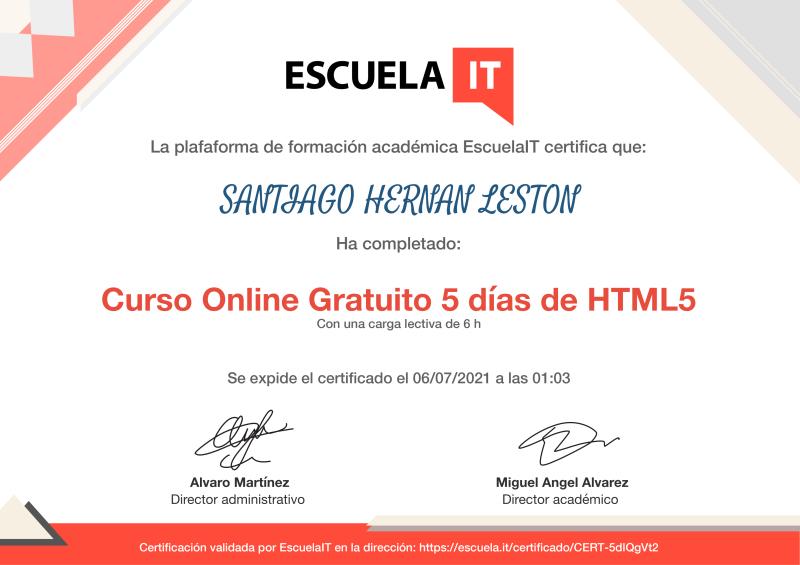 ESCUELA IT
La plafaforma de formación académica EscuelaIT certifica que:
SANTIAGO HERNAN LESTON
Ha completado:
Curso Online Gratuito 5 días de HTML5
Con una carga lectiva de 6 h
Se expide el certificado el 06/07/2021 a las 01:03
Alvaro Martínez
Director administrativo
Miguel Angel Alvarez
Director académico
Certificación validada por EscuelaIT en la dirección: https://escuela.it/certificado/CERT-5dIQgVt2